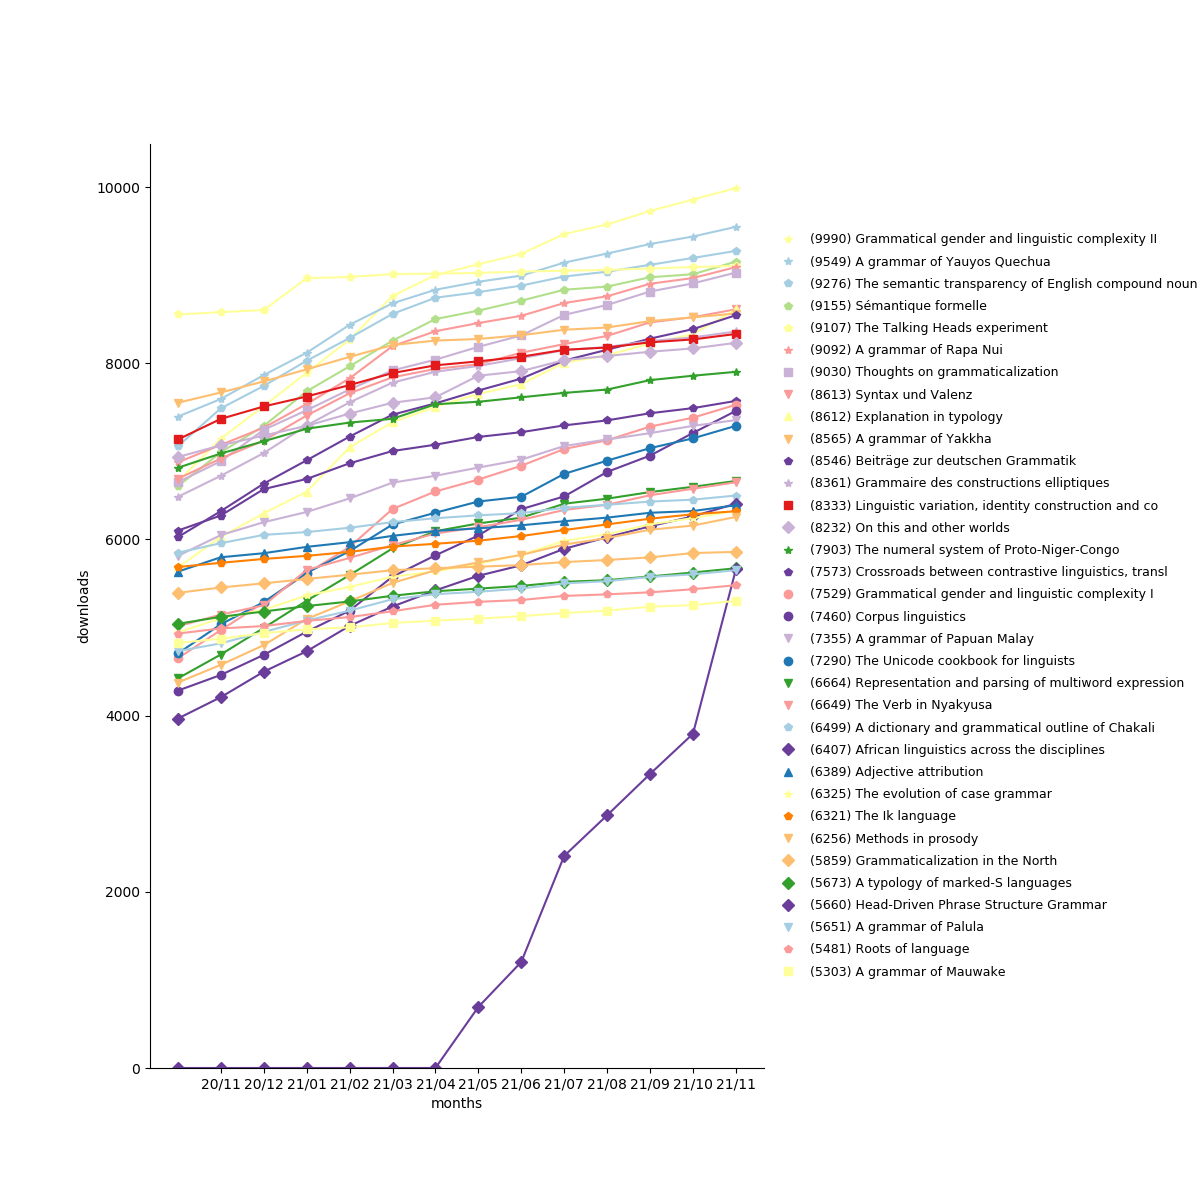 10000
8000
6000
4000
2000
0
downloads
20/11 20/12 21/01 21/02 21/03 21/04 21/05 21/06 21/07 21/08 21/09 21/10 21/11
months
(9990) Grammatical gender and linguistic complexity II
(9549) A grammar of Yauyos Quechua
(9276) The semantic transparency of English compound noun
(9155) Sémantique formelle
(9107) The Talking Heads experiment
(9092) A grammar of Rapa Nui
(9030) Thoughts on grammaticalization
(8613) Syntax und Valenz
(8612) Explanation in typology
(8565) A grammar of Yakkha
(8546) Beiträge zur deutschen Grammatik
(8361) Grammaire des constructions elliptiques
(8333) Linguistic variation, identity construction and co
(8232) On this and other worlds
(7903) The numeral system of Proto-Niger-Congo
(7573) Crossroads between contrastive linguistics, transl
(7529) Grammatical gender and linguistic complexity I
(7460) Corpus linguistics
(7355) A grammar of Papuan Malay
(7290) The Unicode cookbook for linguists
(6664) Representation and parsing of multiword expression
(6649) The Verb in Nyakyusa
(6499) A dictionary and grammatical outline of Chakali
(6407) African linguistics across the disciplines
(6389) Adjective attribution
(6325) The evolution of case grammar
(6321) The Ik language
(6256) Methods in prosody
(5859) Grammaticalization in the North
(5673) A typology of marked-S languages
(5660) Head-Driven Phrase Structure Grammar
(5651) A grammar of Palula
(5481) Roots of language
(5303) A grammar of Mauwake